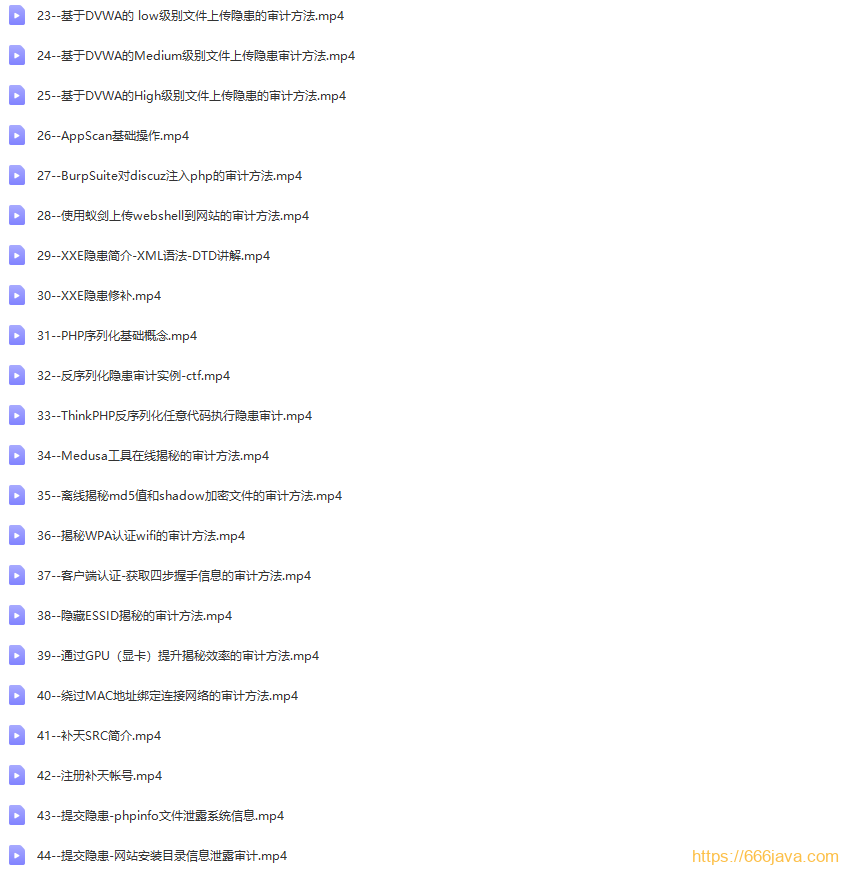 23--基于DVWA的 low级别文件上传隐患的审计方法.mp4
24--基于DVWA的Medium级别文件上传隐患审计方法.mp4
25--基于DVWA的High级别文件上传隐患的审计方法.mp4
26--AppScan基础操作.mp4
27--BurpSuite对discuz注入php的审计方法.mp4
28--使用蚁剑上传webshell到网站的审计方法.mp4
29--XXE隐患简介-XML语法-DTD讲解.mp4
30--XXE隐患修补.mp4
31--PHP序列化基础概念.mp4
32--反序列化隐患审计实例-ctf.mp4
33--ThinkPHP反序列化任意代码执行隐患审计.mp4
34--Medusa工具在线揭秘的审计方法.mp4
35--离线揭秘md5值和shadow加密文件的审计方法.mp4
36--揭秘WPA认证wifi的审计方法.mp4
37--客户端认证-获取四步握手信息的审计方法.mp4
38--隐藏ESSID揭秘的审计方法.mp4
39--通过GPU（显卡）提升揭秘效率的审计方法.mp4
40--绕过MAC地址绑定连接网络的审计方法.mp4
41--补天SRC简介.mp4
42--注册补天帐号.mp4
43--提交隐患-phpinfo文件泄露系统信息.mp4
44--提交隐患-网站安装目录信息泄露审计.mp4
https://666java.com